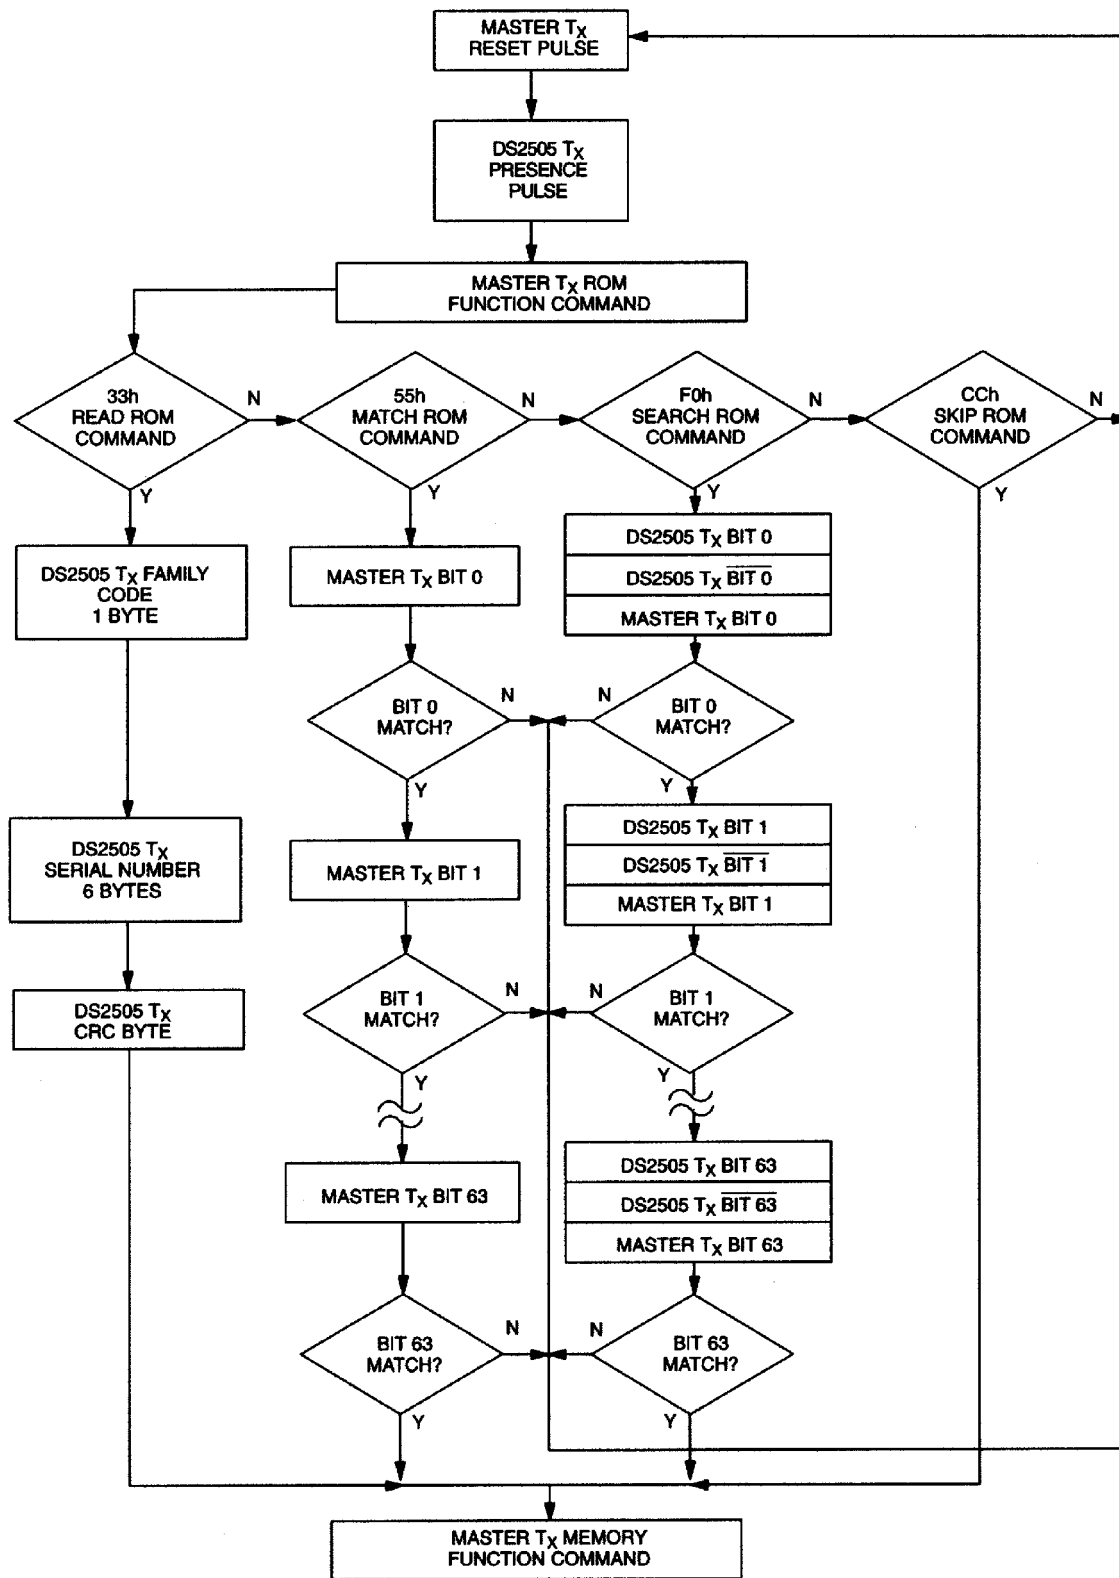 MASTER TX
RESET PULSE
DS2505 TX
PRESENCE
PULSE
MASTER TX ROM
FUNCTION COMMAND
33h
READ ROM
COMMAND
N
Y
55h
MATCH ROM
COMMAND
N
Y
F0h
SEARCH ROM
COMMAND
N
Y
CCh
SKIP ROM
COMMAND
N
Y
DS2505 TX FAMILY
CODE
1 BYTE
DS2505 TX
SERIAL NUMBER
6 BYTES
DS2505 TX
CRC BYTE
MASTER TX BIT 0
BIT 0
MATCH?
N
Y
MASTER TX BIT 1
BIT 1
MATCH?
N
Y
MASTER TX BIT 63
BIT 63
MATCH?
N
Y
DS2505 TX BIT 0
DS2505 TX BIT 0
MASTER TX BIT 0
BIT 0
MATCH?
N
Y
DS2505 TX BIT 1
DS2505 TX BIT 1
MASTER TX BIT 1
BIT 1
MATCH?
N
Y
DS2505 TX BIT 63
DS2505 TX BIT 63
MASTER TX BIT 63
BIT 63
MATCH?
N
Y
MASTER TX MEMORY
FUNCTION COMMAND